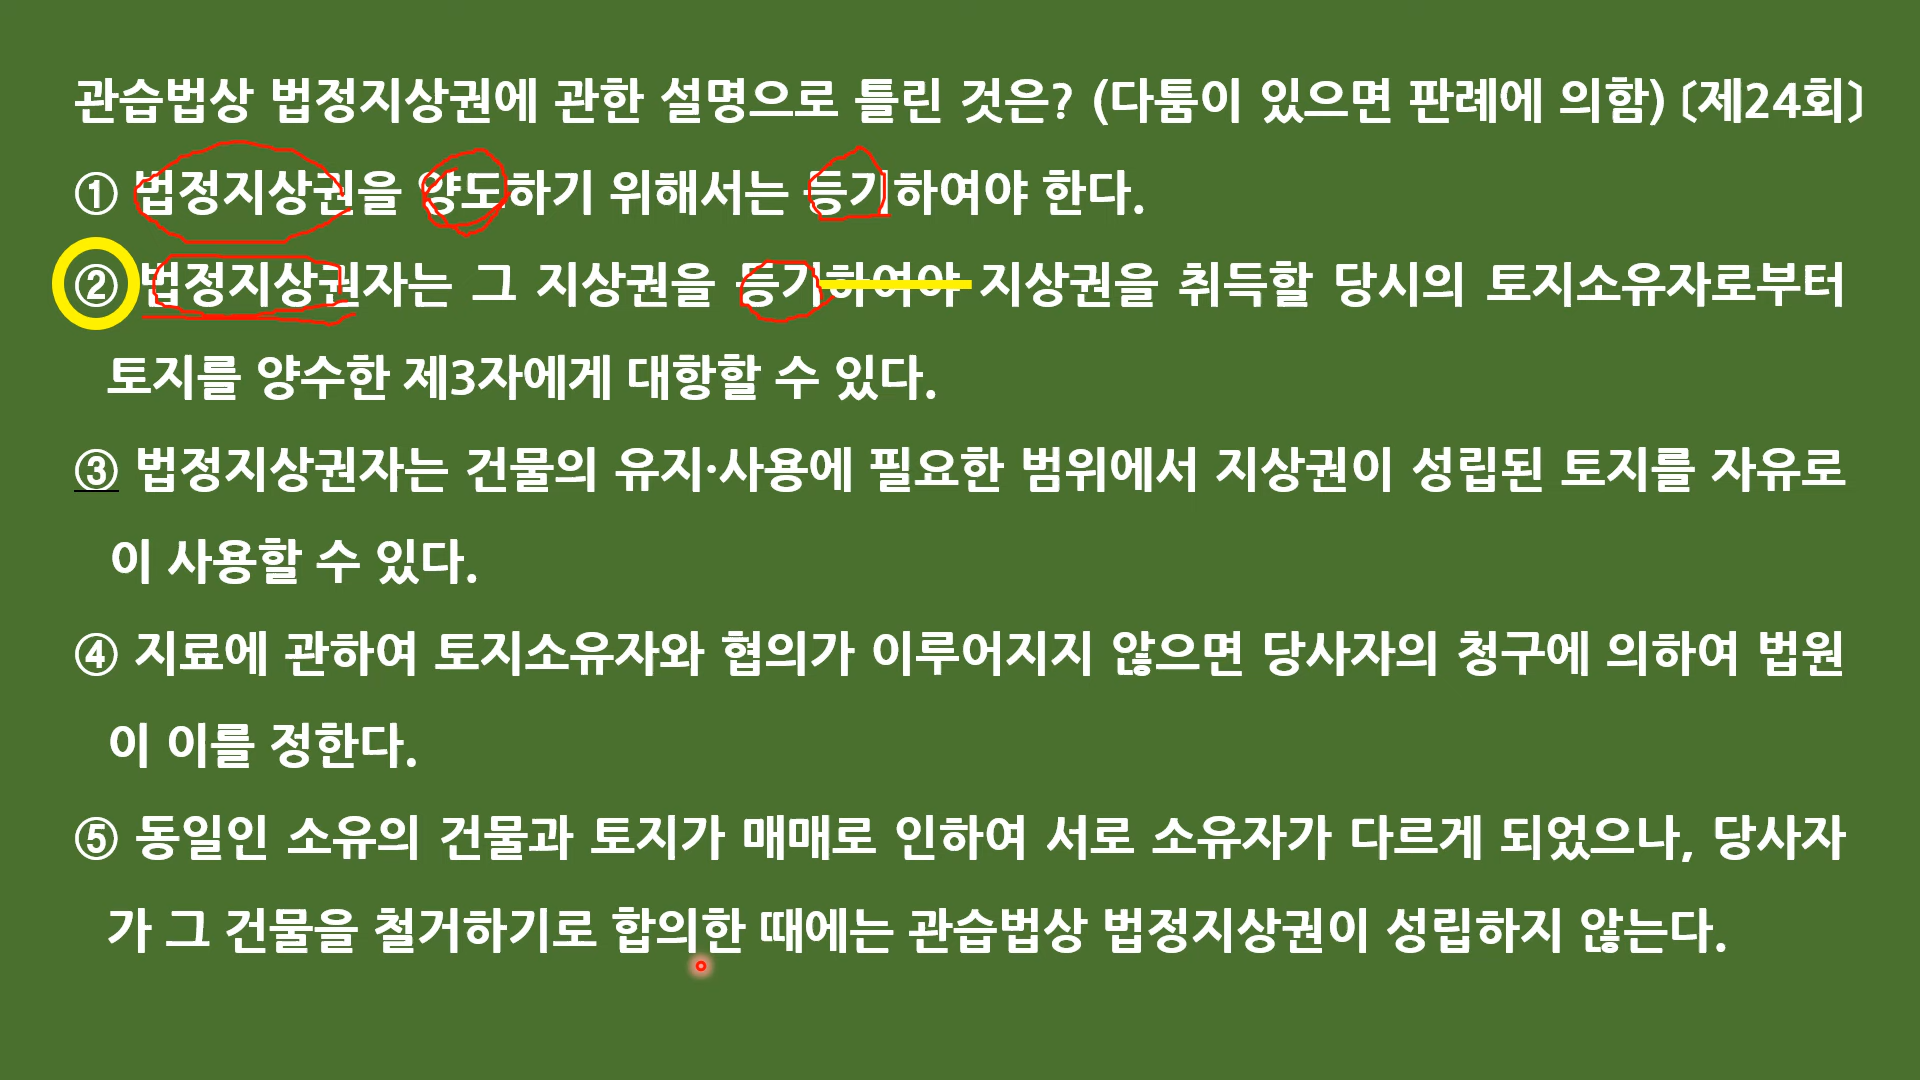 관습법상 법정지상권에 관한 설명으로 틀린 것은? (다툼이 있으면 판례에 의함) 〔제24회〕
① 법정지상권을 양도하기 위해서는 등기하여야 한다.
② 법정지상권자는 그 지상권을 등기하여야 지상권을 취득할 당시의 토지소유자로부터
토지를 양수한 제3자에게 대항할 수 있다.
③ 법정지상권자는 건물의 유지·사용에 필요한 범위에서 지상권이 성립된 토지를 자유로
이 사용할 수 있다.
④ 지료에 관하여 토지소유자와 협의가 이루어지지 않으면 당사자의 청구에 의하여 법원
이 이를 정한다.
⑤ 동일인 소유의 건물과 토지가 매매로 인하여 서로 소유자가 다르게 되었으나, 당사자
가 그 건물을 철거하기로 합의한 때에는 관습법상 법정지상권이 성립하지 않는다.